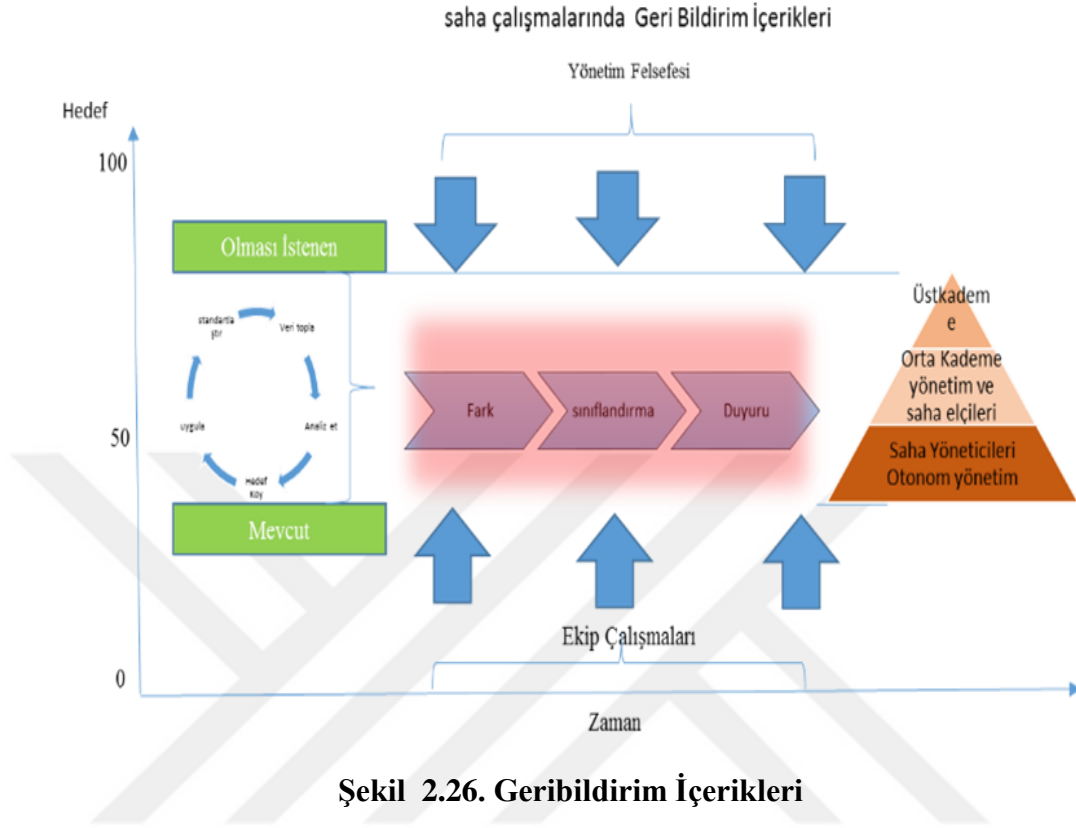 saha çalışmalarında Geri Bildirim İçerikleri
Yönetim Felsefesi
Hedef
100
Olması İstenen
standartla
ştır
Veri topla
uygula
Analiz et
Hedef
Koy
50
Mevcut
Fark
sınıflandırma
Duyuru
Üstkadem
e
Orta Kademe
yönetim ve
saha elçileri
Saha Yöneticileri
Otonom yönetim
Ekip Çalışmaları
0
Zaman
Şekil 2.26. Geribildirim İçerikleri